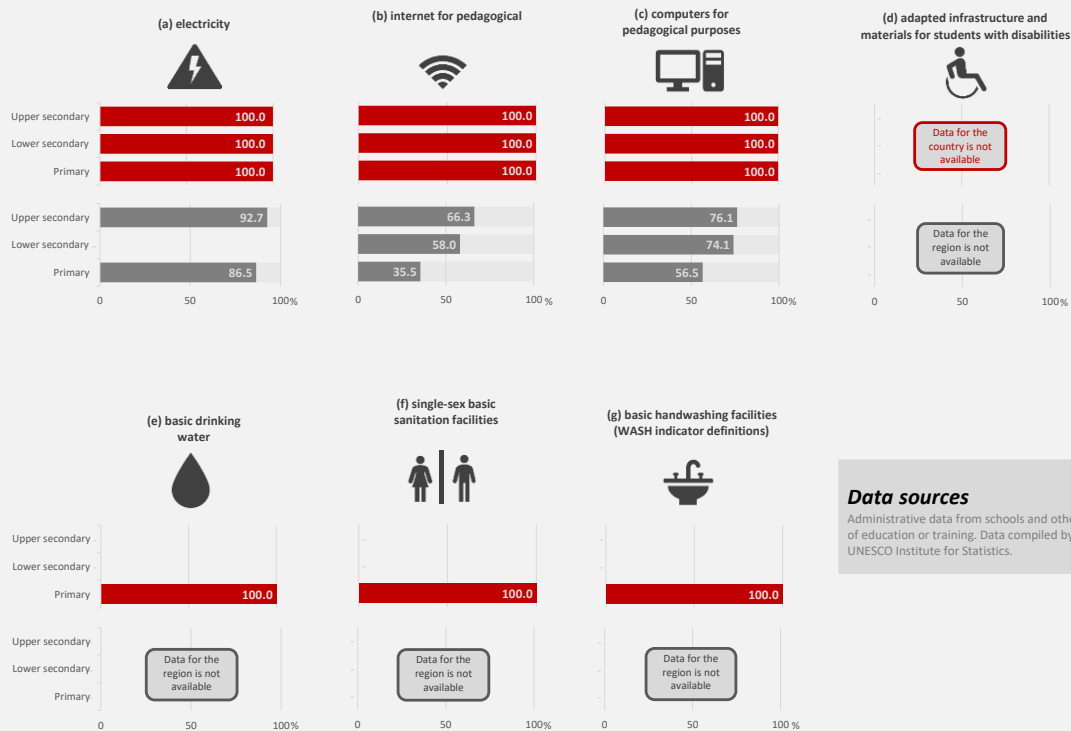 (a) electricity
(b) internet for pedagogical
(c) computers for
pedagogical purposes
(d) adapted infrastructure and
materials for students with disabilities
Upper secondary
100.0
100.0
100.0
Lower secondary
100.0
100.0
100.0
Primary
100.0
100.0
100.0
Data for the
country is not
available
Upper secondary
92.7
66.3
76.1
Lower secondary
58.0
74.1
Primary
86.5
35.5
56.5
Data for the
region is not
available
0 50 100%
0 50 100 %
0 50 100 %
0 50 100 %
(e) basic drinking
water
(f) single-sex basic
sanitation facilities
(g) basic handwashing facilities
(WASH indicator definitions)
Upper secondary
Lower secondary
Primary
100.0
100.0
100.0
Upper secondary
Lower secondary
Primary
Data for the
region is not
available
Data for the
region is not
available
Data for the
region is not
available
0 50 100%
0 50 100 %
0 50 100 %
Data sources
Administrative data from schools and othe
of education or training. Data compiled by
UNESCO Institute for Statistics.